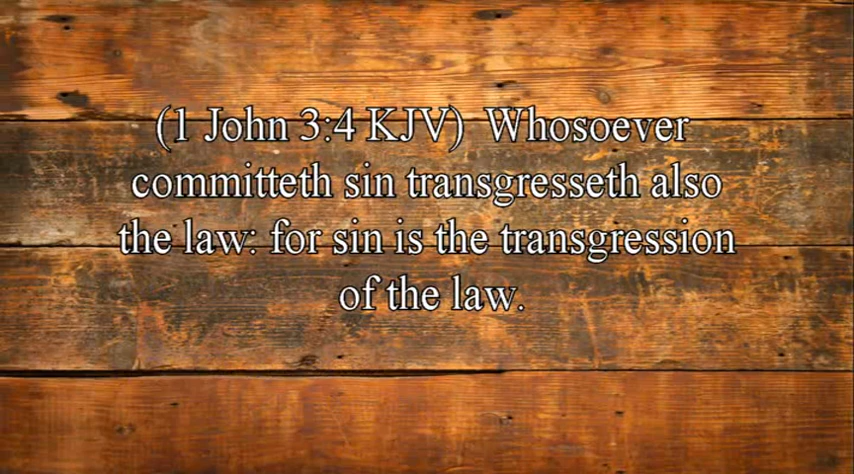 (1 John 3:4 KJV)  Whosoever
committeth sin transgresseth also
the law: for sin is the transgression
of the law.